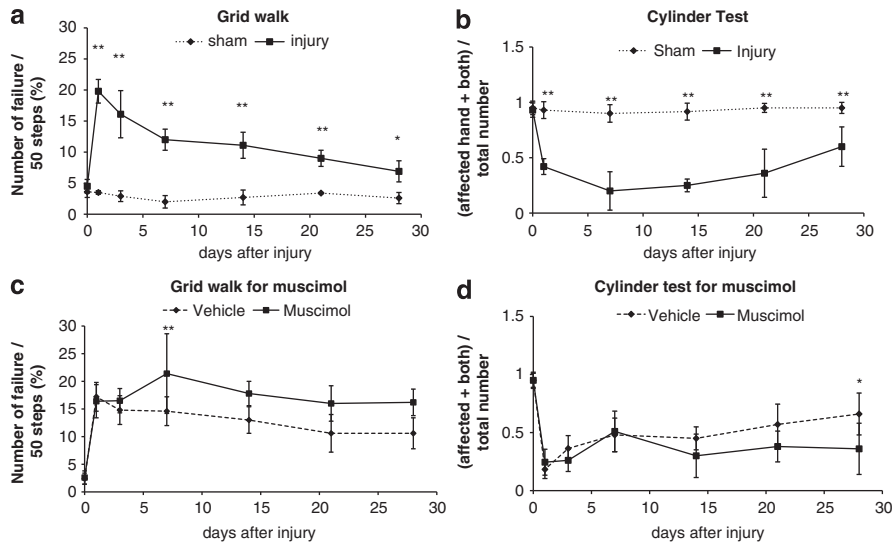 a
Grid walk
sham injury
Number of failure /
50 steps (%)
35
30
25
20
15
10
5
0
** ** ** ** ** *
0 5 10 15 20 25 30
days after injury
b
Cylinder Test
Sham Injury
(affected hand + both) /
total number
1.5
1
0.5
0
** ** ** ** **
0 5 10 15 20 25 30
days after injury
c
Grid walk for muscimol
Vehicle Muscimol
Number of failure /
50 steps (%)
30
25
20
15
10
5
0
**
0 5 10 15 20 25 30
days after injury
d
Cylinder test for muscimol
Vehicle Muscimol
(affected + both) /
total number
1.5
1
0.5
0
*
0 5 10 15 20 25 30
days after injury